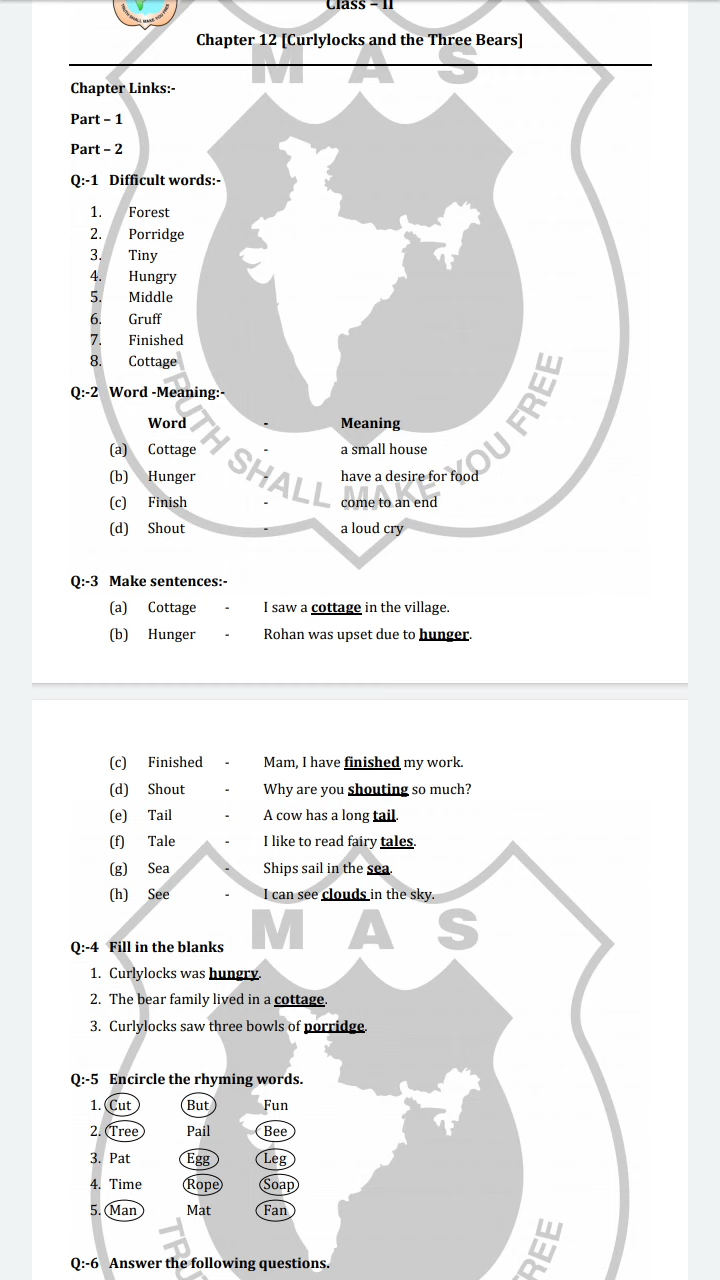 TRUTH SHALL MAKE YOU FREE
Class – II
Chapter 12 [Curlylocks and the Three Bears]
M A S
Chapter Links:-
Part – 1
Part – 2
Q:-1 Difficult words:-
1. Forest
2. Porridge
3. Tiny
4. Hungry
5. Middle
6. Gruff
7. Finished
8. Cottage
Q:-2 Word -Meaning:-
Word - Meaning
(a) Cottage - a small house
(b) Hunger - have a desire for food
(c) Finish - come to an end
(d) Shout - a loud cry
TRUTH SHALL MAKE YOU FREE
Q:-3 Make sentences:-
(a) Cottage - I saw a cottage in the village.
(b) Hunger - Rohan was upset due to hunger.
(c) Finished - Mam, I have finished my work.
(d) Shout - Why are you shouting so much?
(e) Tail - A cow has a long tail.
(f) Tale - I like to read fairy tales.
(g) Sea - Ships sail in the sea.
(h) See - I can see clouds in the sky.
M A S
Q:-4 Fill in the blanks
1. Curlylocks was hungry.
2. The bear family lived in a cottage.
3. Curlylocks saw three bowls of porridge.
Q:-5 Encircle the rhyming words.
1. Cut But Fun
2. Tree Pail Bee
3. Pat Egg Leg
4. Time Rope Soap
5. Man Mat Fan
TRU REE
Q:-6 Answer the following questions.